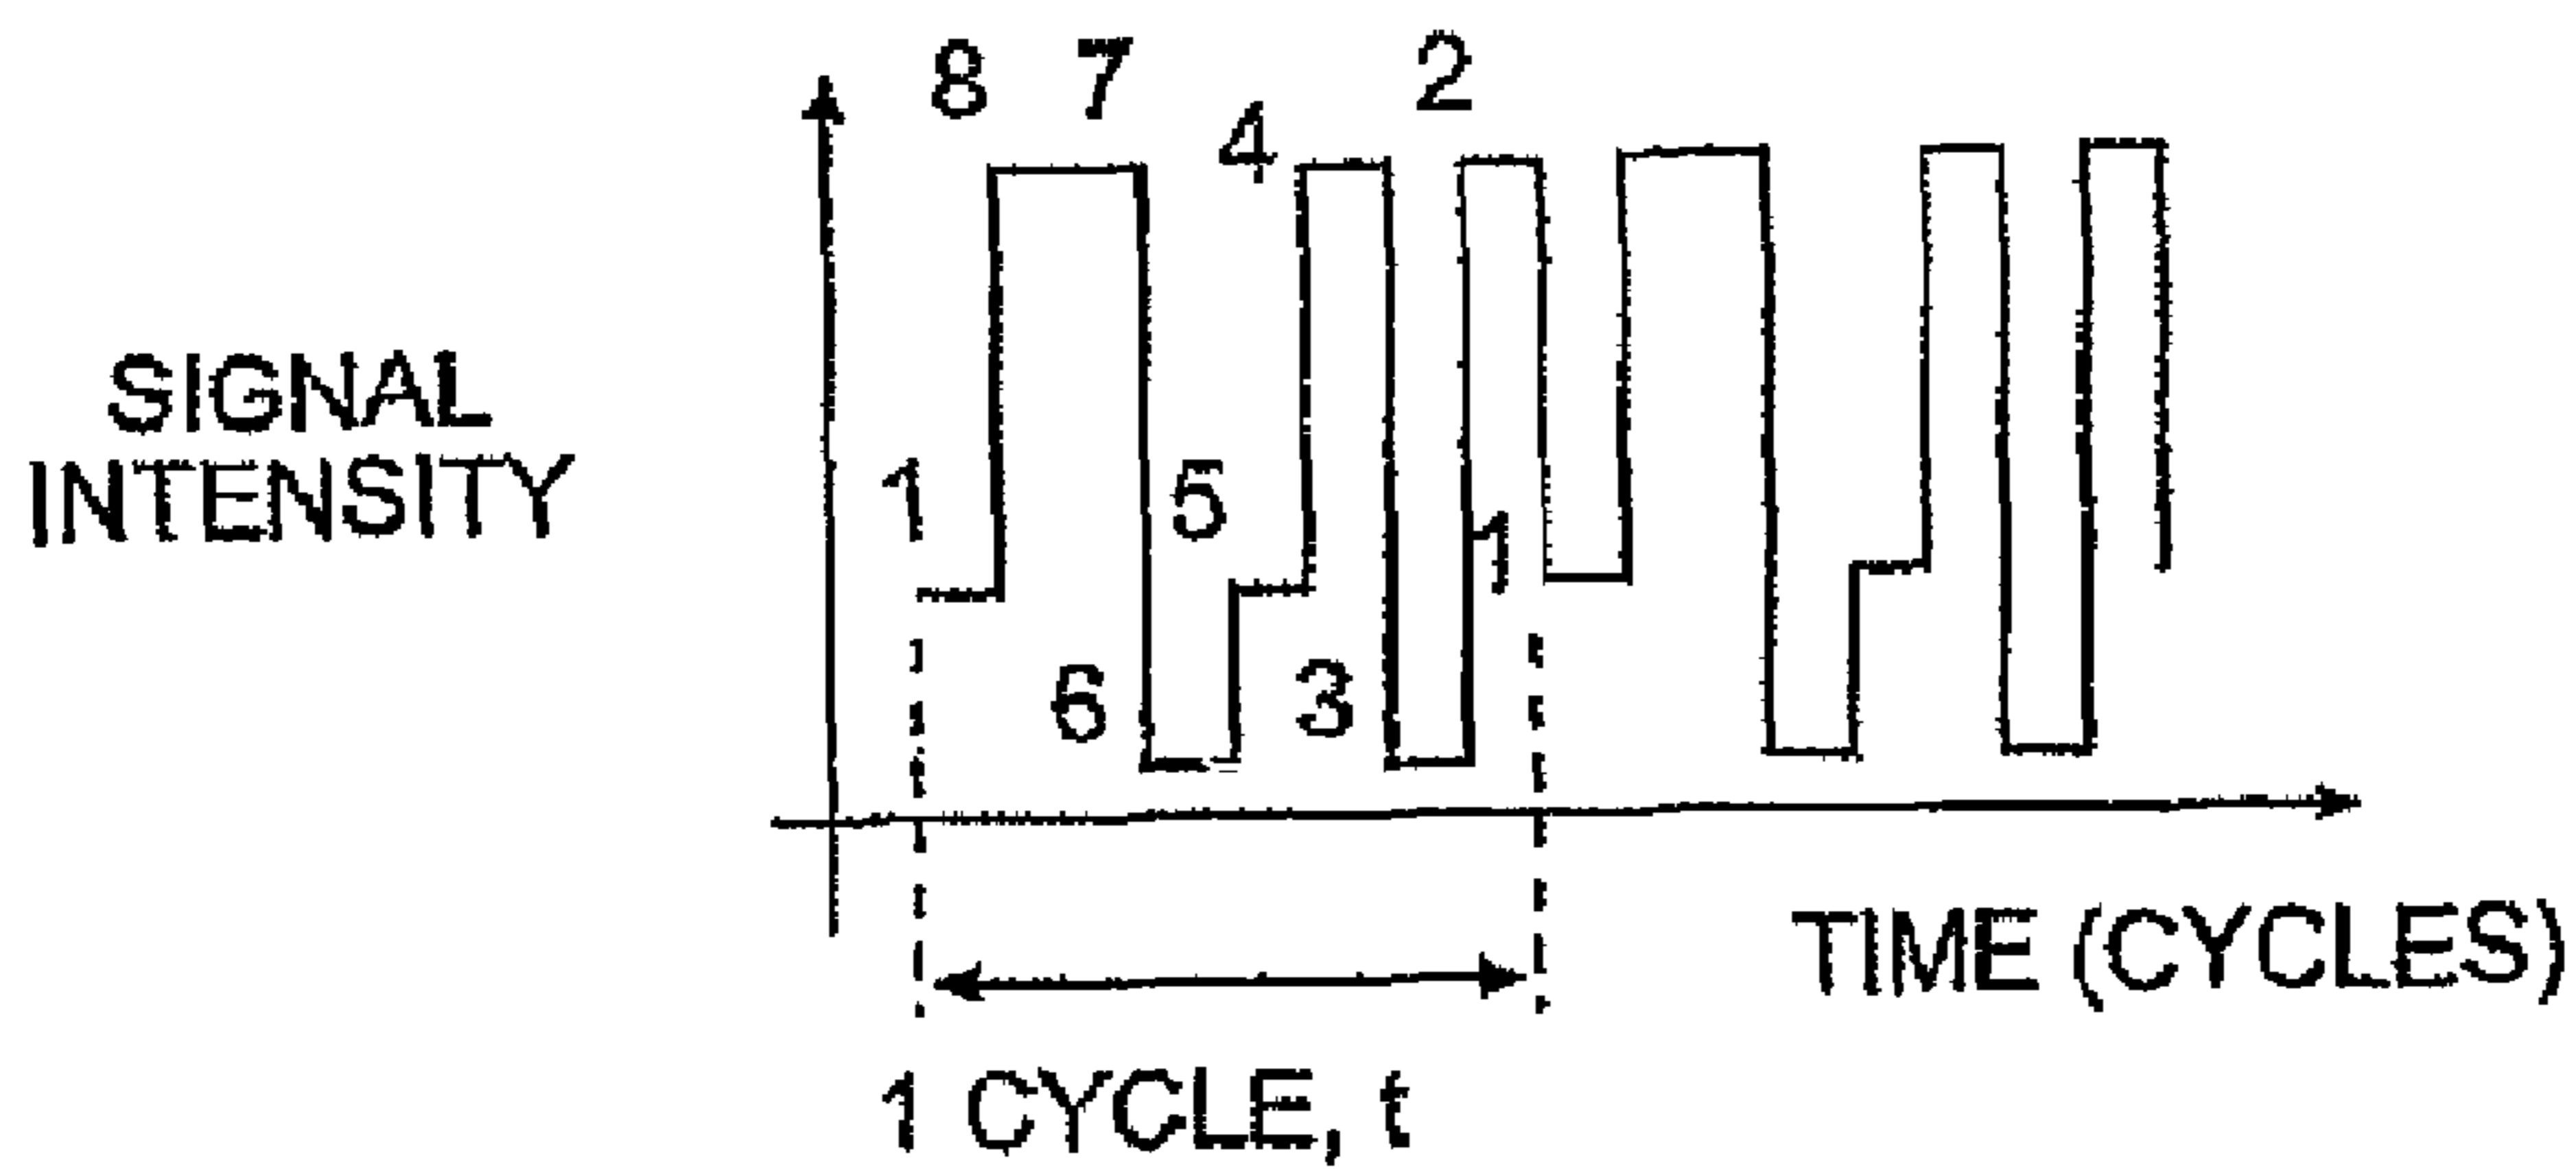 8 7 2
4
SIGNAL
INTENSITY
1 5 1
6 3
TIME (CYCLES)
1 CYCLE, t